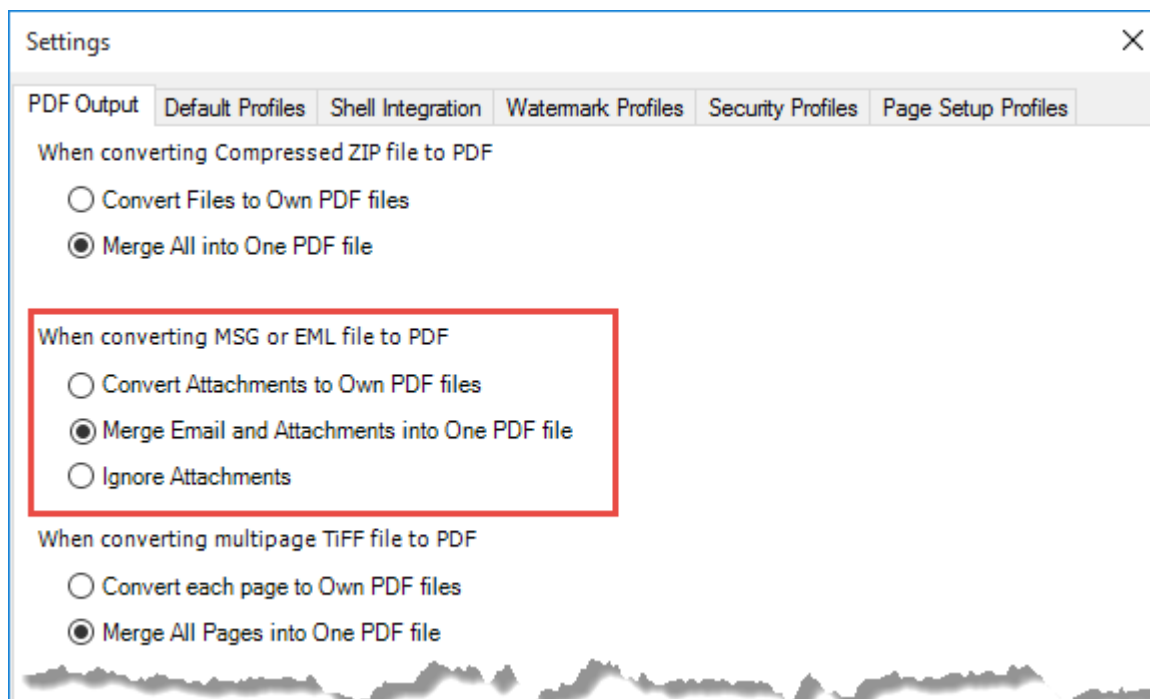 Settings
PDF Output Default Profiles Shell Integration Watermark Profiles Security Profiles Page Setup Profiles
When converting Compressed ZIP file to PDF
Convert Files to Own PDF files
Merge All into One PDF file
When converting MSG or EML file to PDF
Convert Attachments to Own PDF files
Merge Email and Attachments into One PDF file
Ignore Attachments
When converting multipage TiFF file to PDF
Convert each page to Own PDF files
Merge All Pages into One PDF file